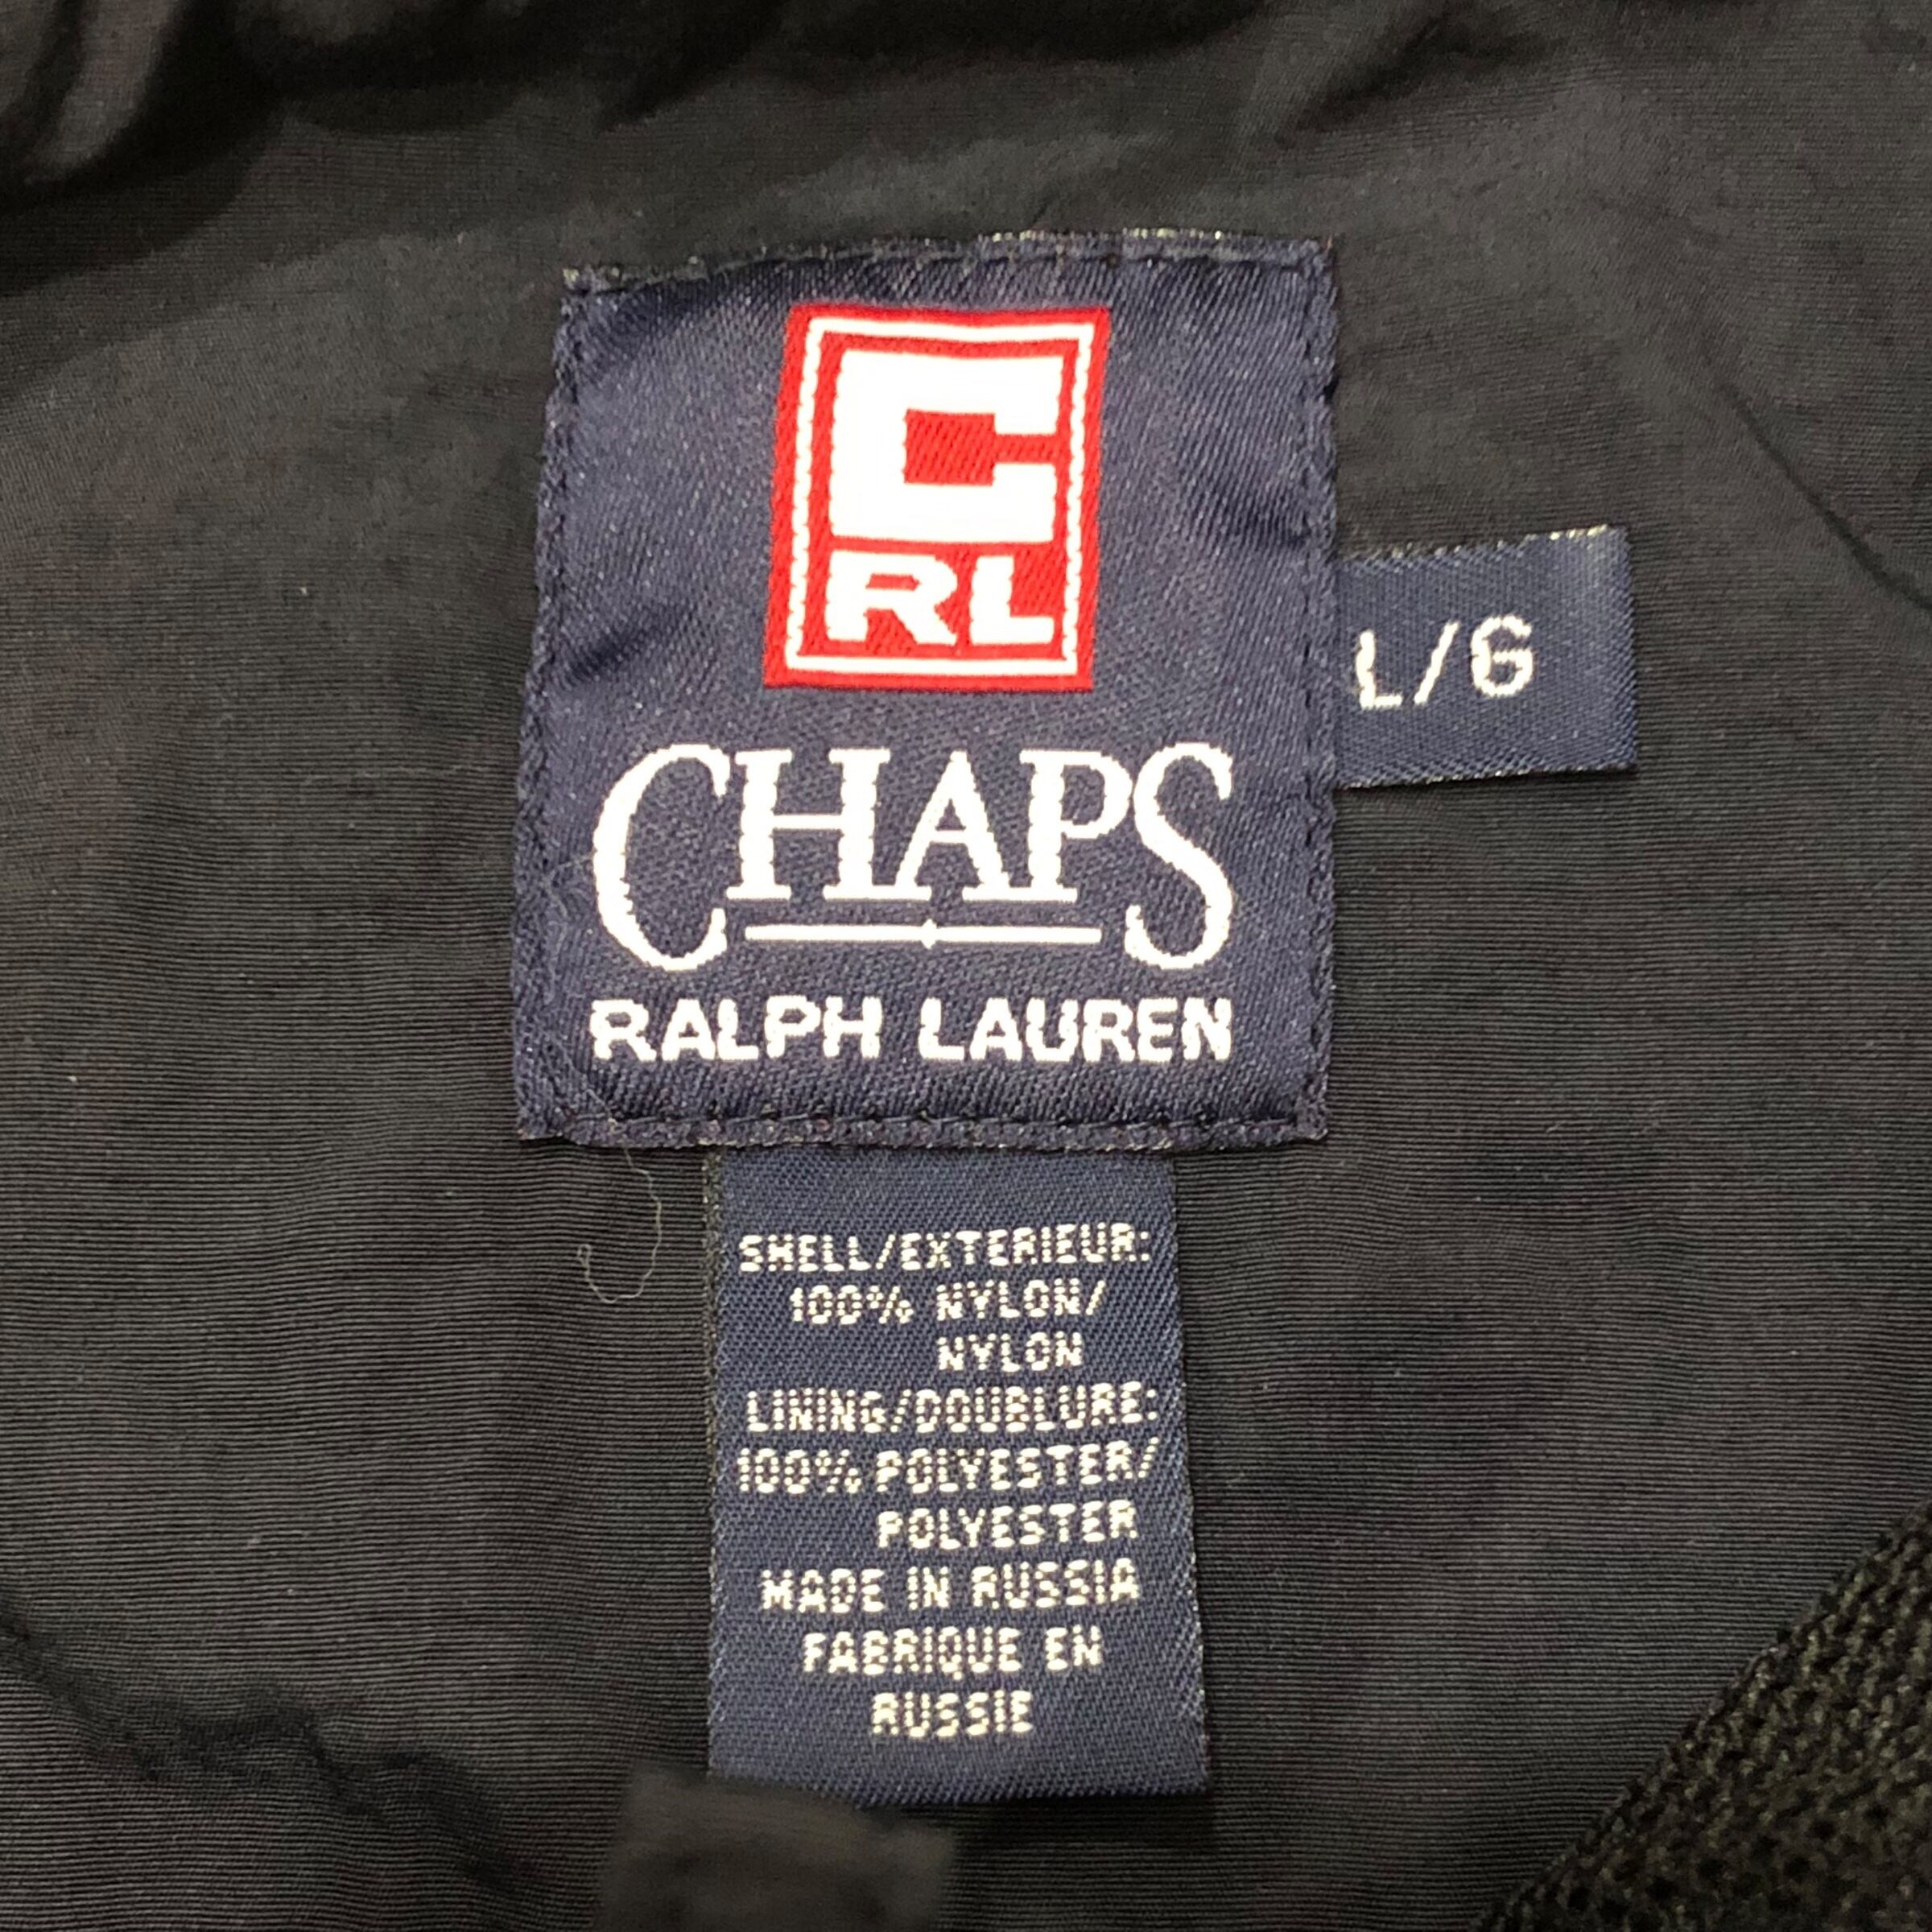 C
RL
CHAPS
RALPH LAUREN
L/G
SHELL/EXTERIEUR:
100% NYLON/
NYLON
LINING/DOUBLURE:
100% POLYESTER/
POLYESTER
MADE IN RUSSIA
FABRIQUE EN
RUSSIE